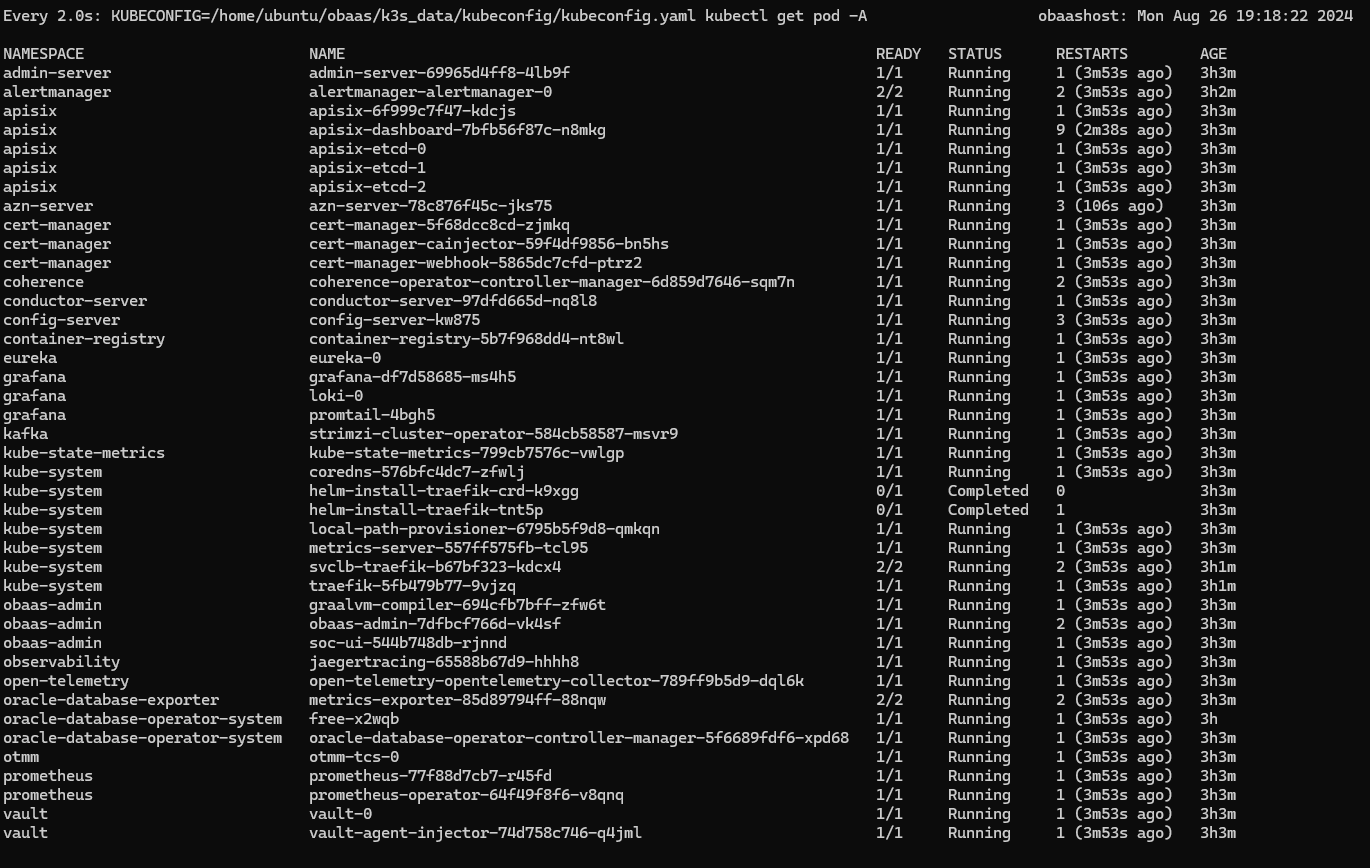 Every 2.0s: KUBECONFIG=/home/ubuntu/obaas/k3s_data/kubeconfig/kubeconfig.yaml kubectl get pod -A                   obaashost: Mon Aug 26 19:18:22 2024
NAMESPACE                         NAME                                                           READY   STATUS      RESTARTS        AGE
admin-server                      admin-server-69965d4ff8-4lb9f                                  1/1     Running     1 (3m53s ago)   3h3m
alertmanager                      alertmanager-alertmanager-0                                    2/2     Running     2 (3m53s ago)   3h2m
apisix                            apisix-6f999c7f47-kdcjs                                        1/1     Running     1 (3m53s ago)   3h3m
apisix                            apisix-dashboard-7bfb56f87c-n8mkg                              1/1     Running     9 (2m38s ago)   3h3m
apisix                            apisix-etcd-0                                                  1/1     Running     1 (3m53s ago)   3h3m
apisix                            apisix-etcd-1                                                  1/1     Running     1 (3m53s ago)   3h3m
apisix                            apisix-etcd-2                                                  1/1     Running     1 (3m53s ago)   3h3m
azn-server                        azn-server-78c876f45c-jks75                                    1/1     Running     3 (106s ago)    3h3m
cert-manager                      cert-manager-5f68dcc8cd-zjmkq                                  1/1     Running     1 (3m53s ago)   3h3m
cert-manager                      cert-manager-cainjector-59f4df9856-bn5hs                       1/1     Running     1 (3m53s ago)   3h3m
cert-manager                      cert-manager-webhook-5865dc7cfd-ptrz2                          1/1     Running     1 (3m53s ago)   3h3m
coherence                         coherence-operator-controller-manager-6d859d7646-sqm7n         1/1     Running     2 (3m53s ago)   3h3m
conductor-server                  conductor-server-97dfd665d-nq8l8                               1/1     Running     1 (3m53s ago)   3h3m
config-server                     config-server-kw875                                            1/1     Running     3 (3m53s ago)   3h3m
container-registry                container-registry-5b7f968dd4-nt8wl                            1/1     Running     1 (3m53s ago)   3h3m
eureka                            eureka-0                                                       1/1     Running     1 (3m53s ago)   3h3m
grafana                           grafana-df7d58685-ms4h5                                        1/1     Running     1 (3m53s ago)   3h3m
grafana                           loki-0                                                         1/1     Running     1 (3m53s ago)   3h3m
grafana                           promtail-4bgh5                                                 1/1     Running     1 (3m53s ago)   3h3m
kafka                             strimzi-cluster-operator-584cb58587-msvr9                      1/1     Running     1 (3m53s ago)   3h3m
kube-state-metrics                kube-state-metrics-799cb7576c-vwlgp                            1/1     Running     1 (3m53s ago)   3h3m
kube-system                       coredns-576bfc4dc7-zfwlj                                       1/1     Running     1 (3m53s ago)   3h3m
kube-system                       helm-install-traefik-crd-k9xgg                                 0/1     Completed   0               3h3m
kube-system                       helm-install-traefik-tnt5p                                     0/1     Completed   1               3h3m
kube-system                       local-path-provisioner-6795b5f9d8-qmkqn                        1/1     Running     1 (3m53s ago)   3h3m
kube-system                       metrics-server-557ff575fb-tcl95                                1/1     Running     1 (3m53s ago)   3h3m
kube-system                       svclb-traefik-b67bf323-kdcx4                                   2/2     Running     2 (3m53s ago)   3h1m
kube-system                       traefik-5fb479b77-9vjzq                                        1/1     Running     1 (3m53s ago)   3h1m
obaas-admin                       graalvm-compiler-694cfb7bff-zfw6t                              1/1     Running     1 (3m53s ago)   3h3m
obaas-admin                       obaas-admin-7dfbcf766d-vk4sf                                   1/1     Running     2 (3m53s ago)   3h3m
obaas-admin                       soc-ui-544b748db-rjnnd                                         1/1     Running     1 (3m53s ago)   3h3m
observability                     jaegertracing-65588b67d9-hhhh8                                 1/1     Running     1 (3m53s ago)   3h3m
open-telemetry                    open-telemetry-opentelemetry-collector-789ff9b5d9-dql6k        1/1     Running     1 (3m53s ago)   3h3m
oracle-database-exporter          metrics-exporter-85d89794ff-88nqw                              2/2     Running     2 (3m53s ago)   3h3m
oracle-database-operator-system   free-x2wqb                                                     1/1     Running     1 (3m53s ago)   3h
oracle-database-operator-system   oracle-database-operator-controller-manager-5f6689fdf6-xpd68   1/1     Running     1 (3m53s ago)   3h3m
otmm                              otmm-tcs-0                                                     1/1     Running     1 (3m53s ago)   3h3m
prometheus                        prometheus-77f88d7cb7-r45fd                                    1/1     Running     1 (3m53s ago)   3h3m
prometheus                        prometheus-operator-64f49f8f6-v8qnq                            1/1     Running     1 (3m53s ago)   3h3m
vault                             vault-0                                                        1/1     Running     1 (3m53s ago)   3h3m
vault                             vault-agent-injector-74d758c746-q4jml                          1/1     Running     1 (3m53s ago)   3h3m